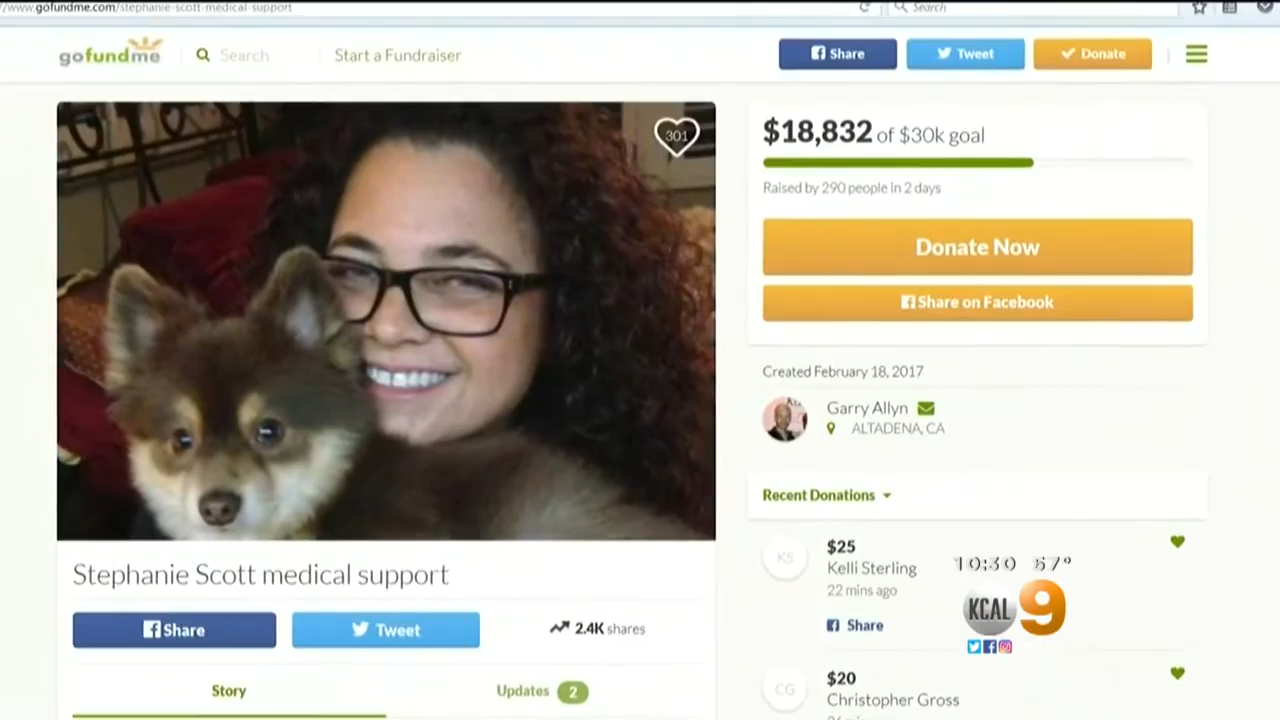 www.gofundme.com/stephanie-scott-medical-support
Search
gofundme
Search
Start a Fundraiser
Share
Tweet
Donate
301
$18,832 of $30k goal
Raised by 290 people in 2 days
Donate Now
Share on Facebook
Created February 18, 2017
Garry Allyn
ALTADENA, CA
Recent Donations
KS
$25
Kelli Sterling
22 mins ago
Share
CG
$20
Christopher Gross
Stephanie Scott medical support
Share
Tweet
2.4K shares
Story
Updates 2
10:30 57°
KCAL 9